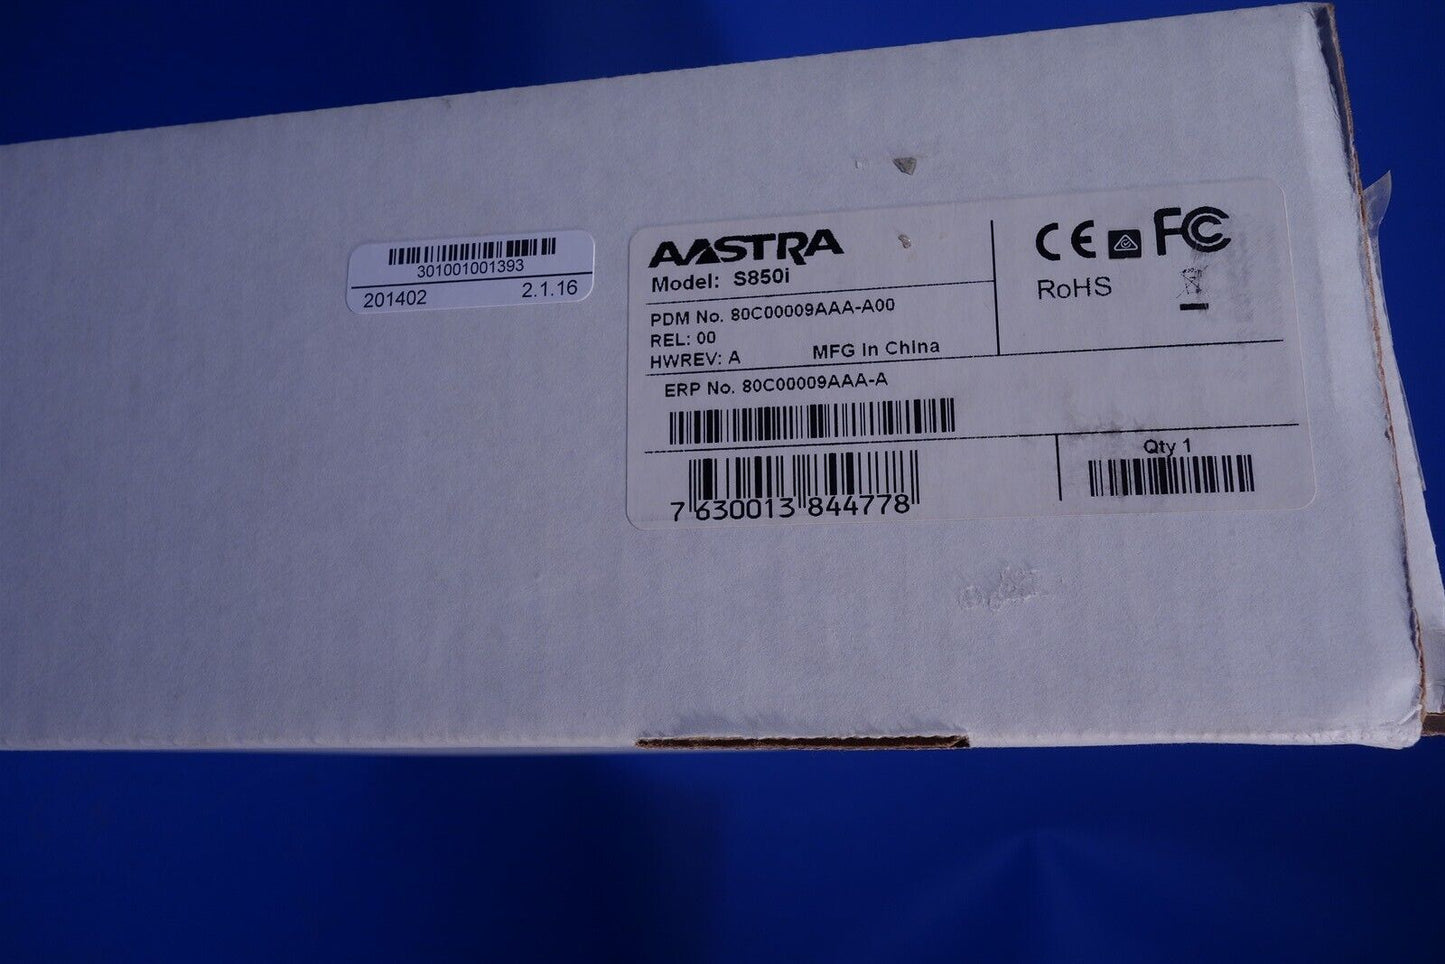 301001001393
201402 2.1.16
AASTRA
Model: S850i
PDM No. 80C00009AAA-A00
REL: 00
HWREV: A MFG In China
CE FC
RoHS
ERP No. 80C00009AAA-A
7 630013 844778
Qty 1